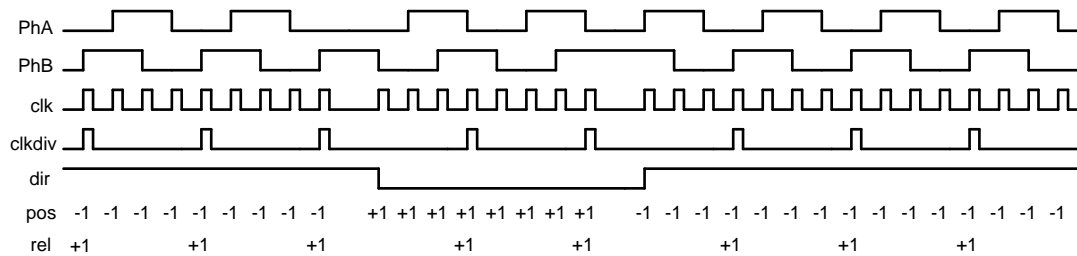 PhA
PhB
clk
clkdiv
dir
pos -1 -1 -1 -1 -1 -1 -1 -1 -1 +1 +1 +1 +1 +1 +1 +1 +1 -1 -1 -1 -1 -1 -1 -1 -1 -1 -1 -1 -1 -1 -1 -1
rel +1 +1 +1 +1 +1 +1 +1 +1